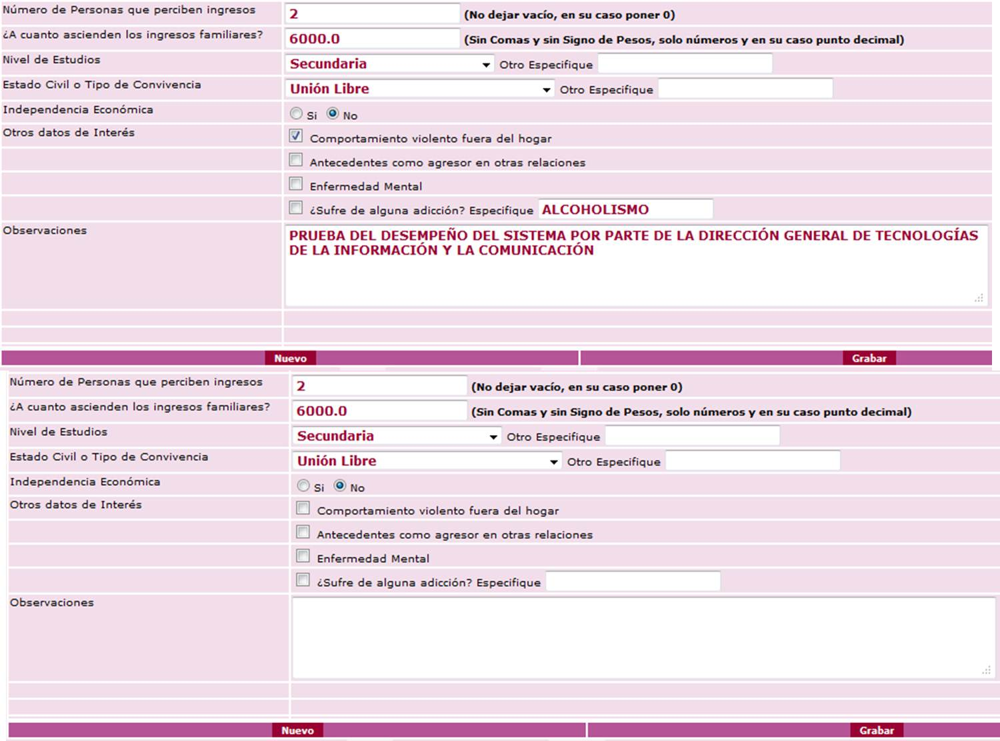 Número de Personas que perciben ingresos 2 (No dejar vacío, en su caso poner 0)
¿A cuanto ascienden los ingresos familiares? 6000.0 (Sin Comas y sin Signo de Pesos, solo números y en su caso punto decimal)
Nivel de Estudios Secundaria Otro Especifique
Estado Civil o Tipo de Convivencia Unión Libre Otro Especifique
Independencia Económica Si No
Otros datos de Interés Comportamiento violento fuera del hogar
Antecedentes como agresor en otras relaciones
Enfermedad Mental
¿Sufre de alguna adicción? Especifique ALCOHOLISMO
Observaciones PRUEBA DEL DESEMPEÑO DEL SISTEMA POR PARTE DE LA DIRECCIÓN GENERAL DE TECNOLOGÍAS
DE LA INFORMACIÓN Y LA COMUNICACIÓN
Nuevo Grabar
Número de Personas que perciben ingresos 2 (No dejar vacío, en su caso poner 0)
¿A cuanto ascienden los ingresos familiares? 6000.0 (Sin Comas y sin Signo de Pesos, solo números y en su caso punto decimal)
Nivel de Estudios Secundaria Otro Especifique
Estado Civil o Tipo de Convivencia Unión Libre Otro Especifique
Independencia Económica Si No
Otros datos de Interés Comportamiento violento fuera del hogar
Antecedentes como agresor en otras relaciones
Enfermedad Mental
¿Sufre de alguna adicción? Especifique
Observaciones
Nuevo Grabar